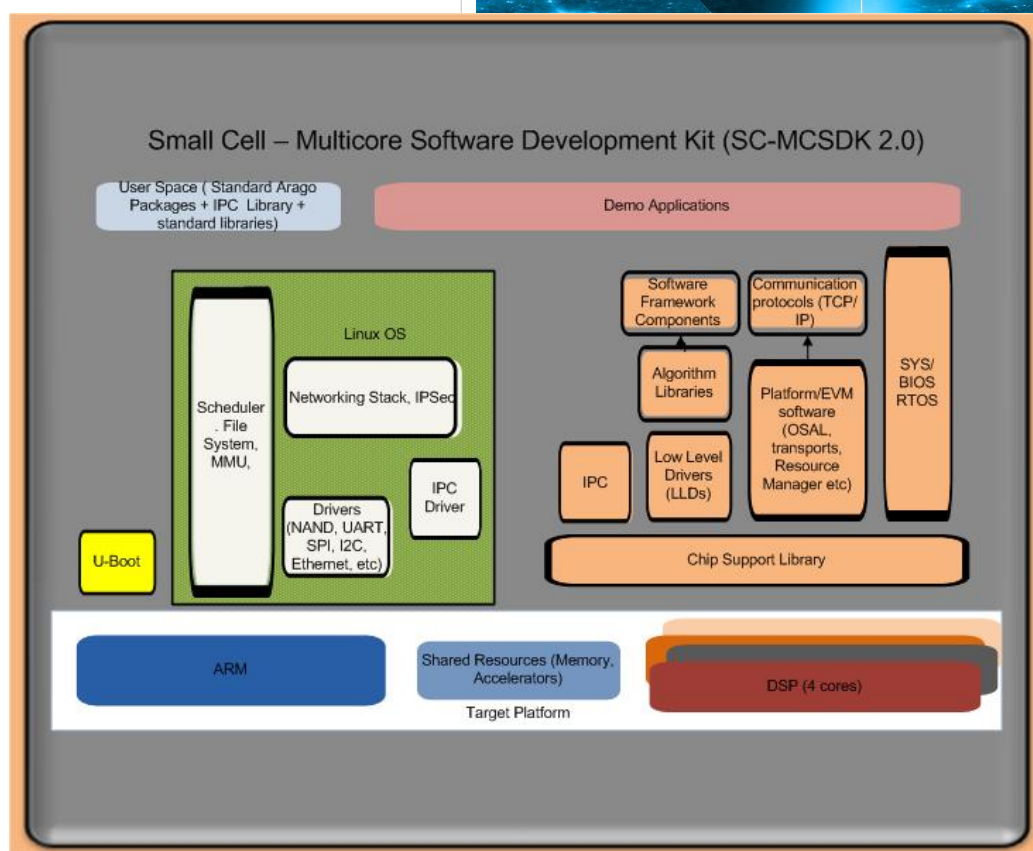 Small Cell – Multicore Software Development Kit (SC-MCSDK 2.0)
User Space ( Standard Arago
Packages + IPC Library +
standard libraries)
Demo Applications
Linux OS
Scheduler
. File
System,
MMU,
Networking Stack, IPSec
IPC
Driver
Drivers
(NAND, UART,
SPI, I2C,
Ethernet, etc)
U-Boot
Software
Framework
Components
Communication
protocols (TCP/
IP)
Algorithm
Libraries
Platform/EVM
software
(OSAL,
transports,
Resource
Manager etc)
SYS/
BIOS
RTOS
IPC
Low Level
Drivers
(LLDs)
Chip Support Library
ARM
Shared Resources (Memory,
Accelerators)
DSP (4 cores)
Target Platform